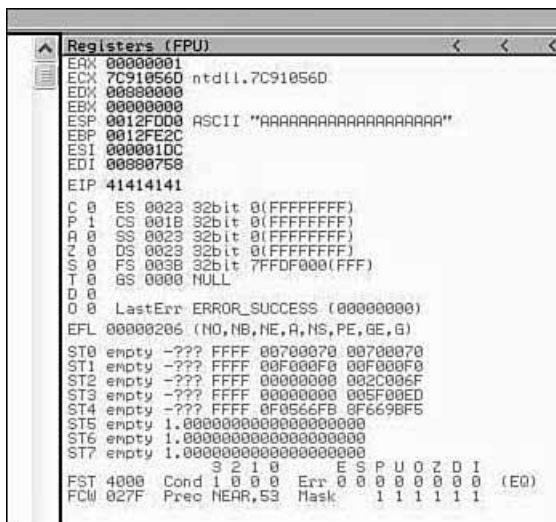 Registers (FPU) < < <
EAX 00000001
ECX 7C91056D ntdll.7C91056D
EDX 00880000
EBX 00000000
ESP 0012FDD0 ASCII "AAAAAAAAAAAAAAAAAAAA"
EBP 0012FE2C
ESI 000001DC
EDI 00880758
EIP 41414141
C 0 ES 0023 32bit 0(FFFFFFFF)
P 1 CS 001B 32bit 0(FFFFFFFF)
A 0 SS 0023 32bit 0(FFFFFFFF)
Z 0 DS 0023 32bit 0(FFFFFFFF)
S 0 FS 003B 32bit 7FFDF000(FFF)
T 0 GS 0000 NULL
D 0
O 0 LastErr ERROR_SUCCESS (00000000)
EFL 00000206 (NO,NB,NE,A,NS,PE,GE,G)
ST0 empty -??? FFFF 00700070 00700070
ST1 empty -??? FFFF 00F000F0 00F000F0
ST2 empty -??? FFFF 00000000 002C006F
ST3 empty -??? FFFF 00000000 005F00ED
ST4 empty -??? FFFF 0F0566FB 8F669BF5
ST5 empty 1.0000000000000000000
ST6 empty 1.0000000000000000000
ST7 empty 1.0000000000000000000
3 2 1 0 E S P U O Z D I
FST 4000 Cond 1 0 0 0 Err 0 0 0 0 0 0 0 0 (EQ)
FCW 027F Prec NEAR,53 Mask 1 1 1 1 1 1